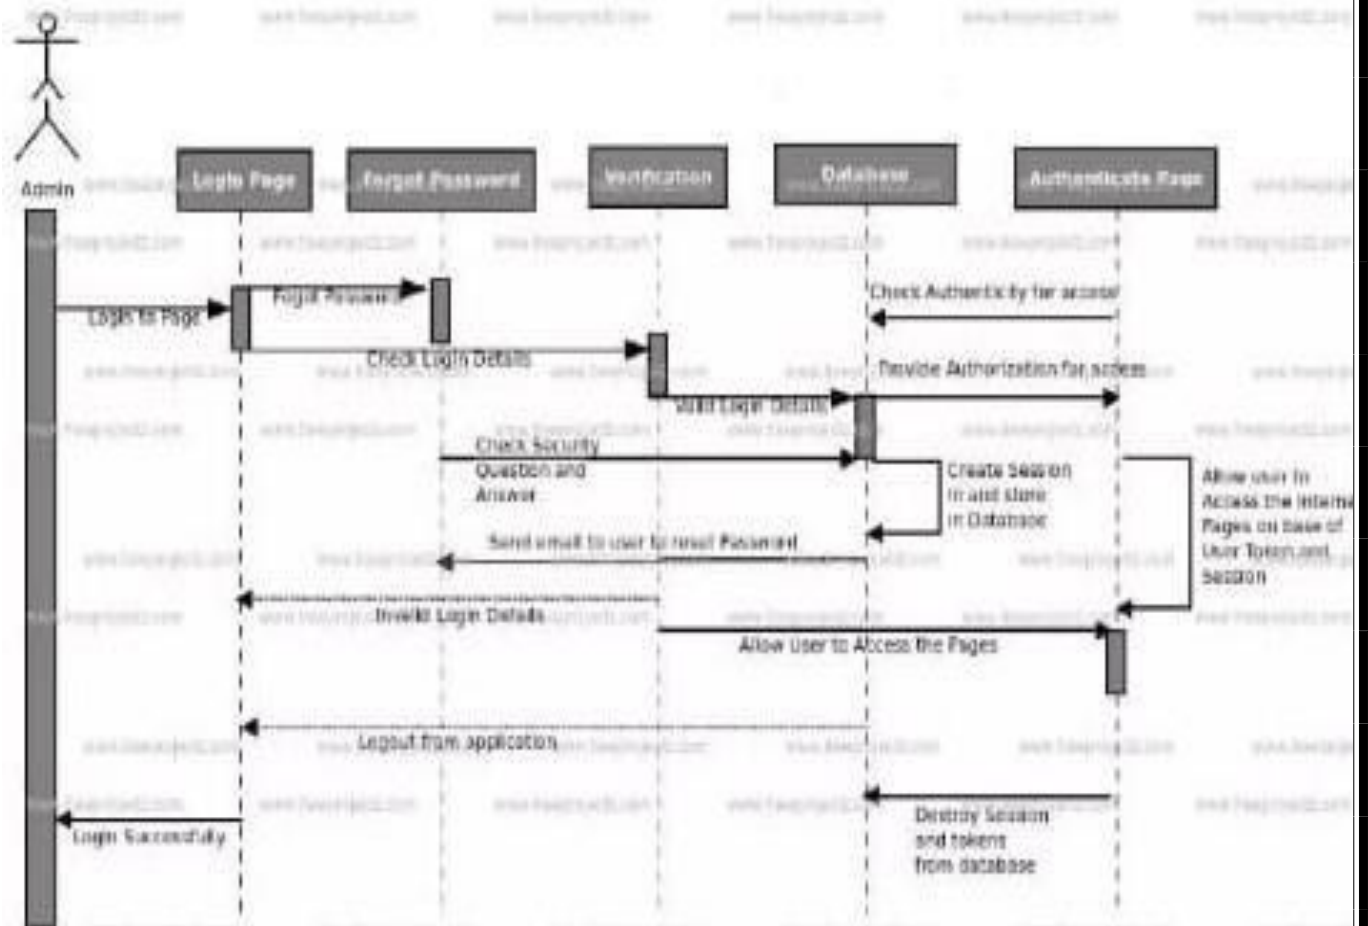 Admin
Login Page
Forgot Password
Verification
Database
Authenticate Page
Login to Page
Fogot Password
Check Authenticity for access
Check Login Details
Provide Authorization for access
Valid Login Details
Check Security
Question and
Answer
Create Session
in and store
in Database
Allow user to
Access the Interna
Pages on base of
User Token and
Session
Send email to user to reset Password
Invalid Login Details
Allow User to Access the Pages
Logout from application
Destroy Session
and tokens
from database
Login Successfully